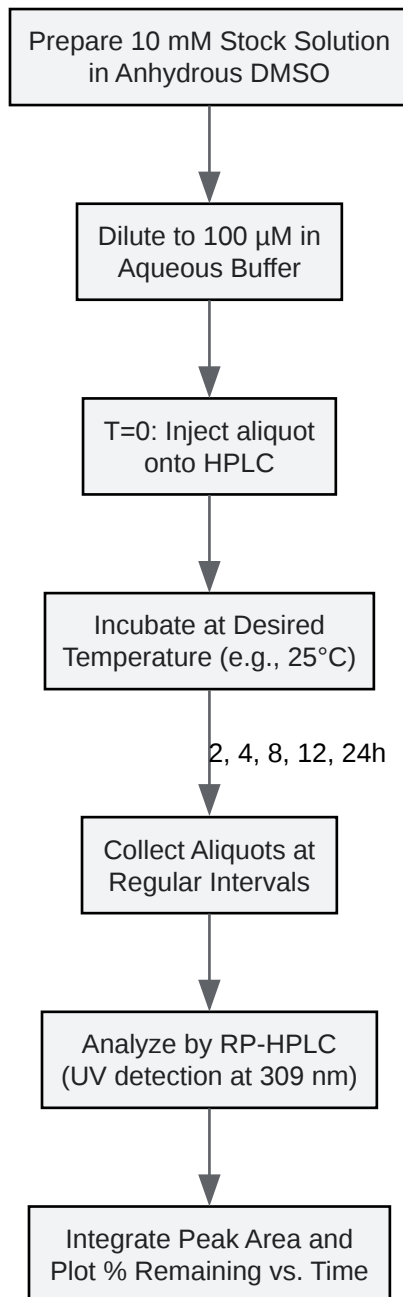 Prepare 10 mM Stock Solution
in Anhydrous DMSO
Dilute to 100 µM in
Aqueous Buffer
T=0: Inject aliquot
onto HPLC
Incubate at Desired
Temperature (e.g., 25°C)
2, 4, 8, 12, 24h
Collect Aliquots at
Regular Intervals
Analyze by RP-HPLC
(UV detection at 309 nm)
Integrate Peak Area and
Plot % Remaining vs. Time